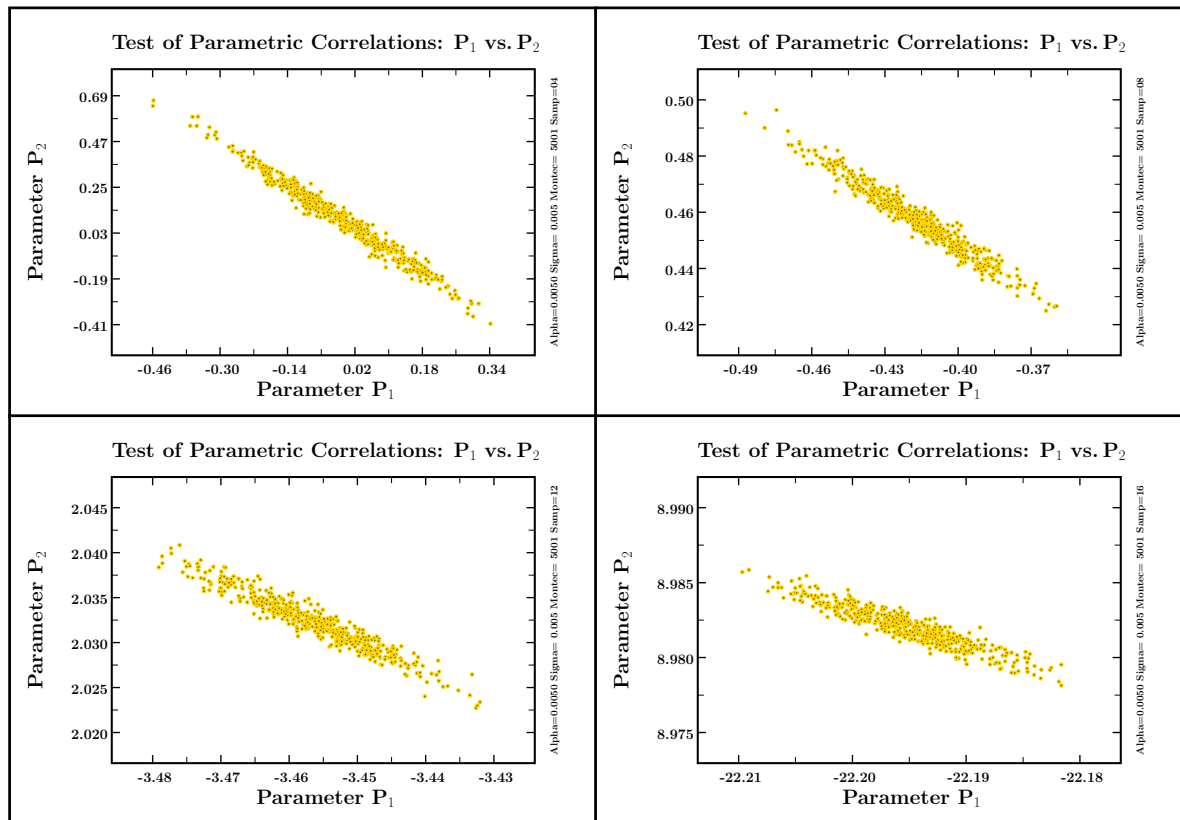 Test of Parametric Correlations: P₁ vs. P₂
0.69
0.47
0.25
0.03
-0.19
-0.41
Parameter P₂
-0.46 -0.30 -0.14 0.02 0.18 0.34
Parameter P₁
Alpha=0.0050 Sigma= 0.005 Montec= 5001 Samp=04
Test of Parametric Correlations: P₁ vs. P₂
0.50
0.48
0.46
0.44
0.42
Parameter P₂
-0.49 -0.46 -0.43 -0.40 -0.37
Parameter P₁
Alpha=0.0050 Sigma= 0.005 Montec= 5001 Samp=08
Test of Parametric Correlations: P₁ vs. P₂
2.045
2.040
2.035
2.030
2.025
2.020
Parameter P₂
-3.48 -3.47 -3.46 -3.45 -3.44 -3.43
Parameter P₁
Alpha=0.0050 Sigma= 0.005 Montec= 5001 Samp=12
Test of Parametric Correlations: P₁ vs. P₂
8.990
8.985
8.980
8.975
Parameter P₂
-22.21 -22.20 -22.19 -22.18
Parameter P₁
Alpha=0.0050 Sigma= 0.005 Montec= 5001 Samp=16